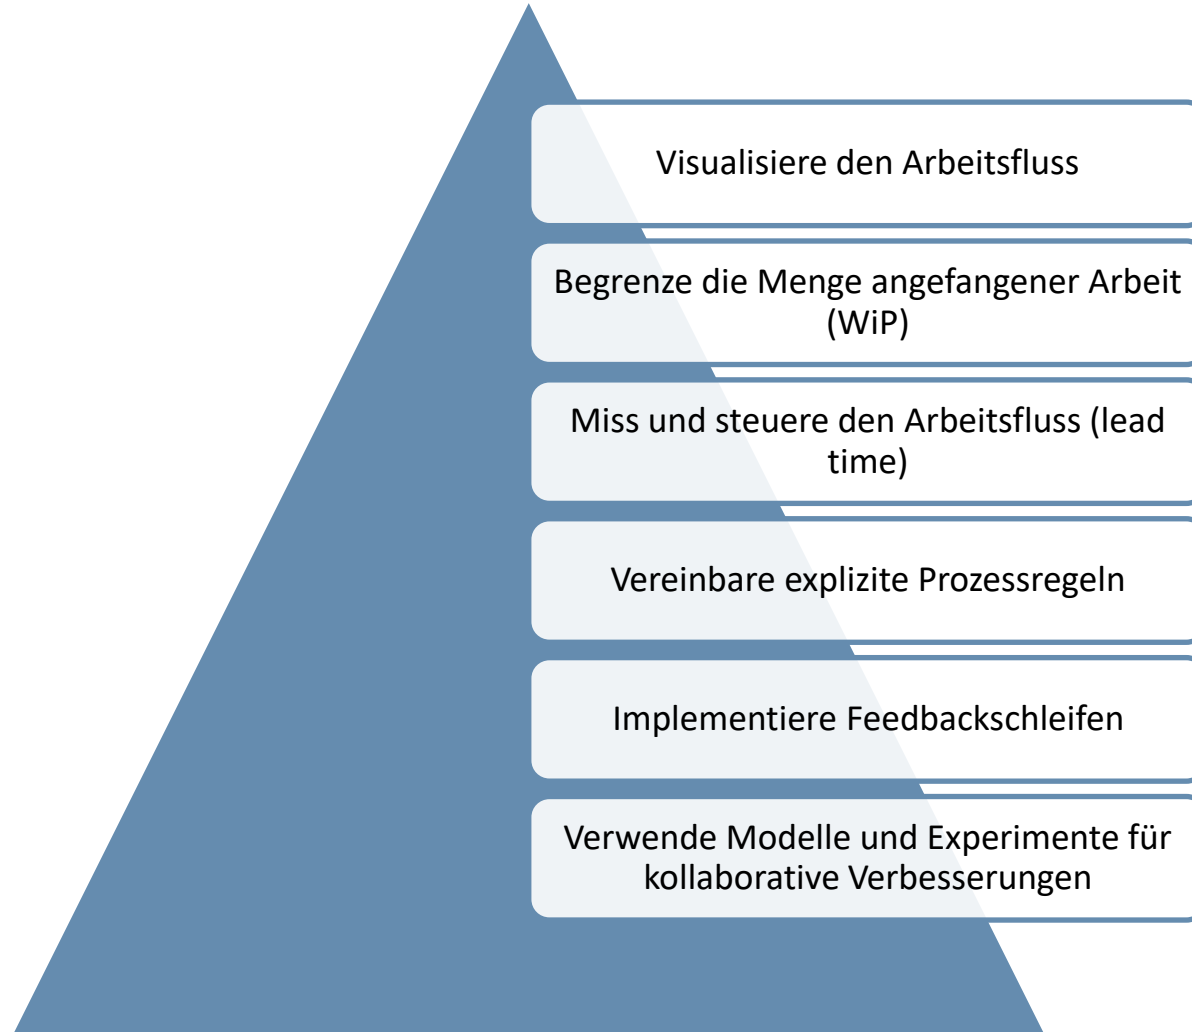 Visualisiere den Arbeitsfluss
Begrenze die Menge angefangener Arbeit
(WiP)
Miss und steuere den Arbeitsfluss (lead
time)
Vereinbare explizite Prozessregeln
Implementiere Feedbackschleifen
Verwende Modelle und Experimente für
kollaborative Verbesserungen